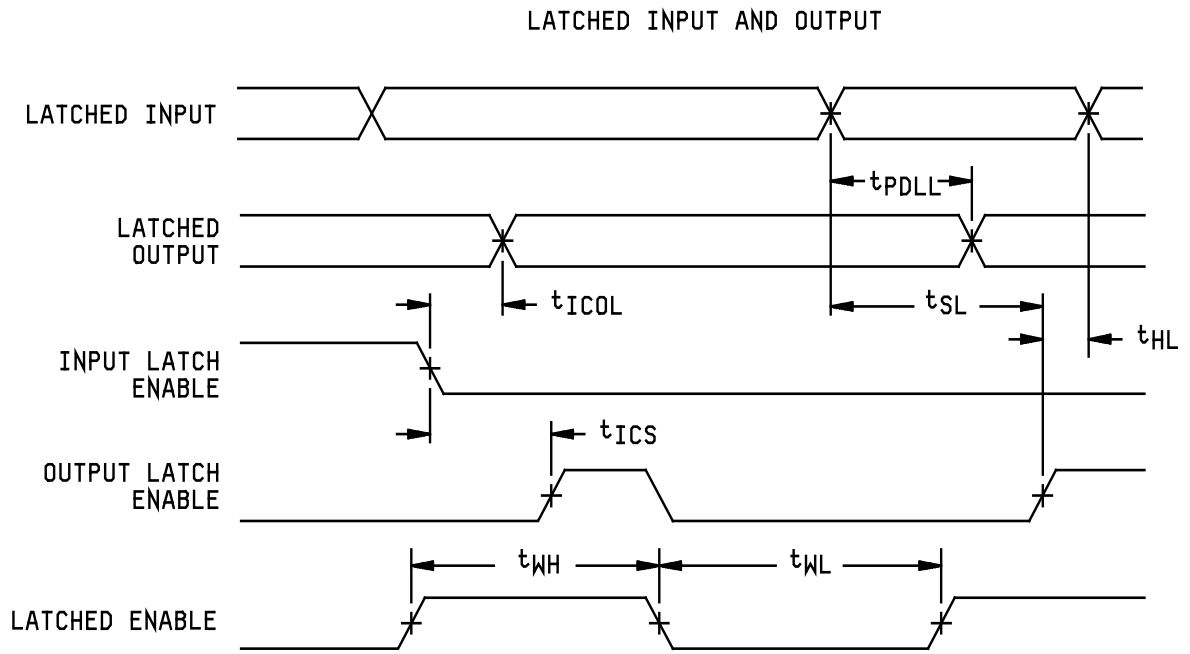 LATCHED INPUT AND OUTPUT
LATCHED INPUT
tPDLL
LATCHED
OUTPUT
tICOL
tSL
tHL
INPUT LATCH
ENABLE
tICS
OUTPUT LATCH
ENABLE
tWH
tWL
LATCHED ENABLE